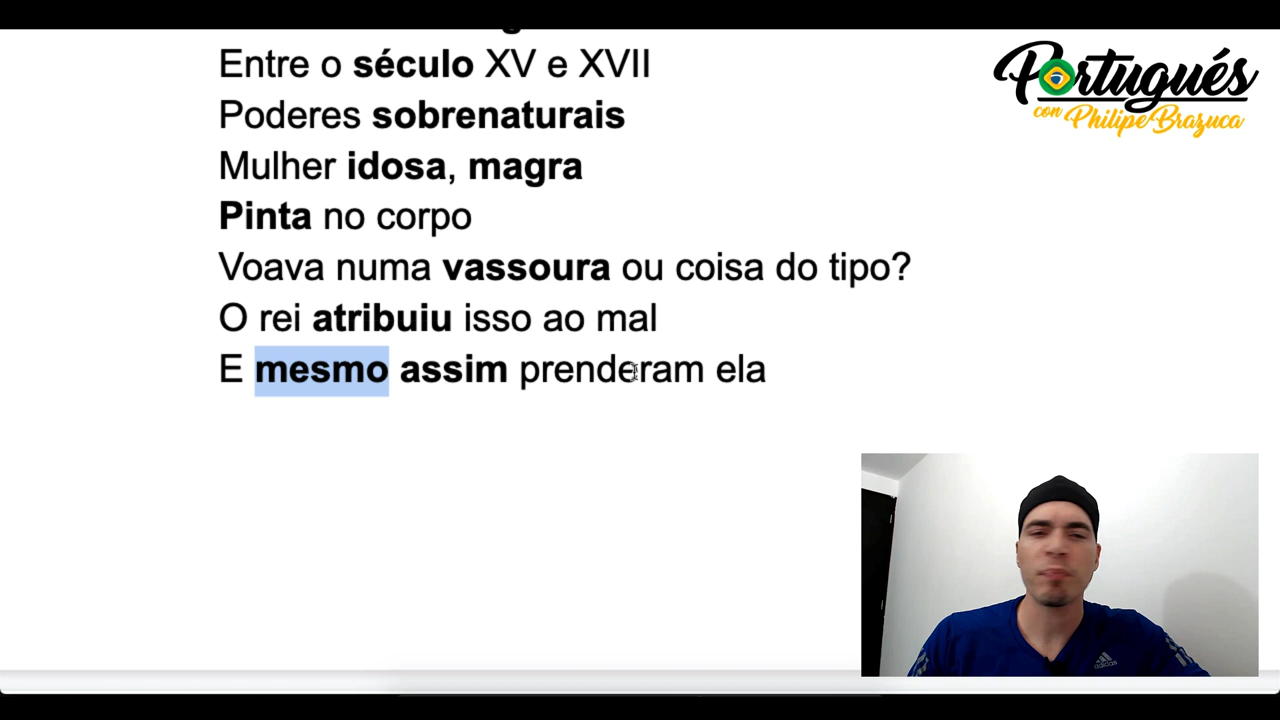 Entre o século XV e XVII
Poderes sobrenaturais
Mulher idosa, magra
Pinta no corpo
Voava numa vassoura ou coisa do tipo?
O rei atribuiu isso ao mal
E mesmo assim prenderam ela
Portugués
con Philipe Brazuca
adidas